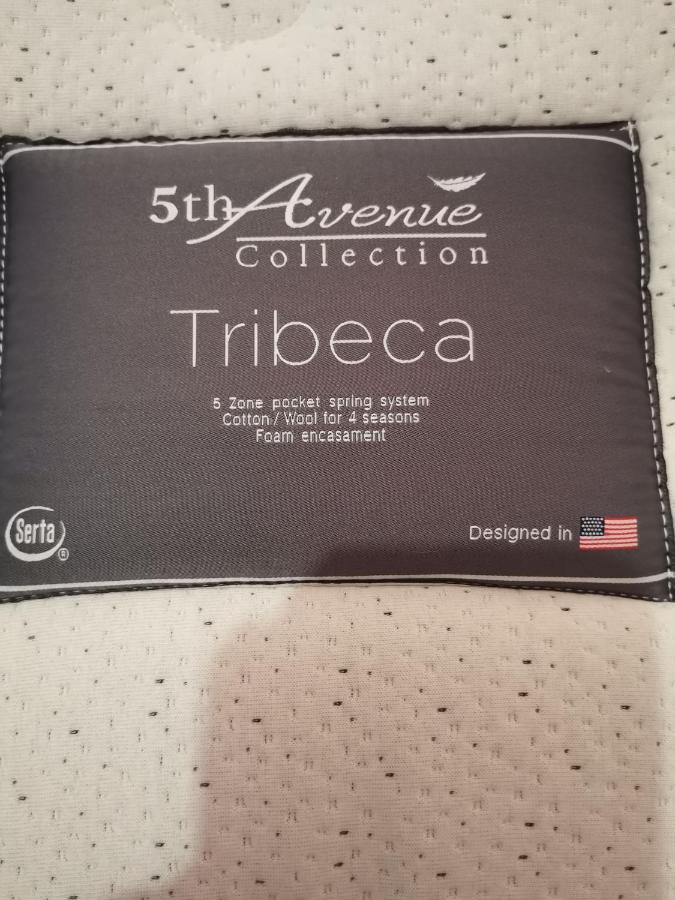 5th Avenue
Collection
Tribeca
5 Zone pocket spring system
Cotton / Wool for 4 seasons
Foam encasament
Serta®
Designed in